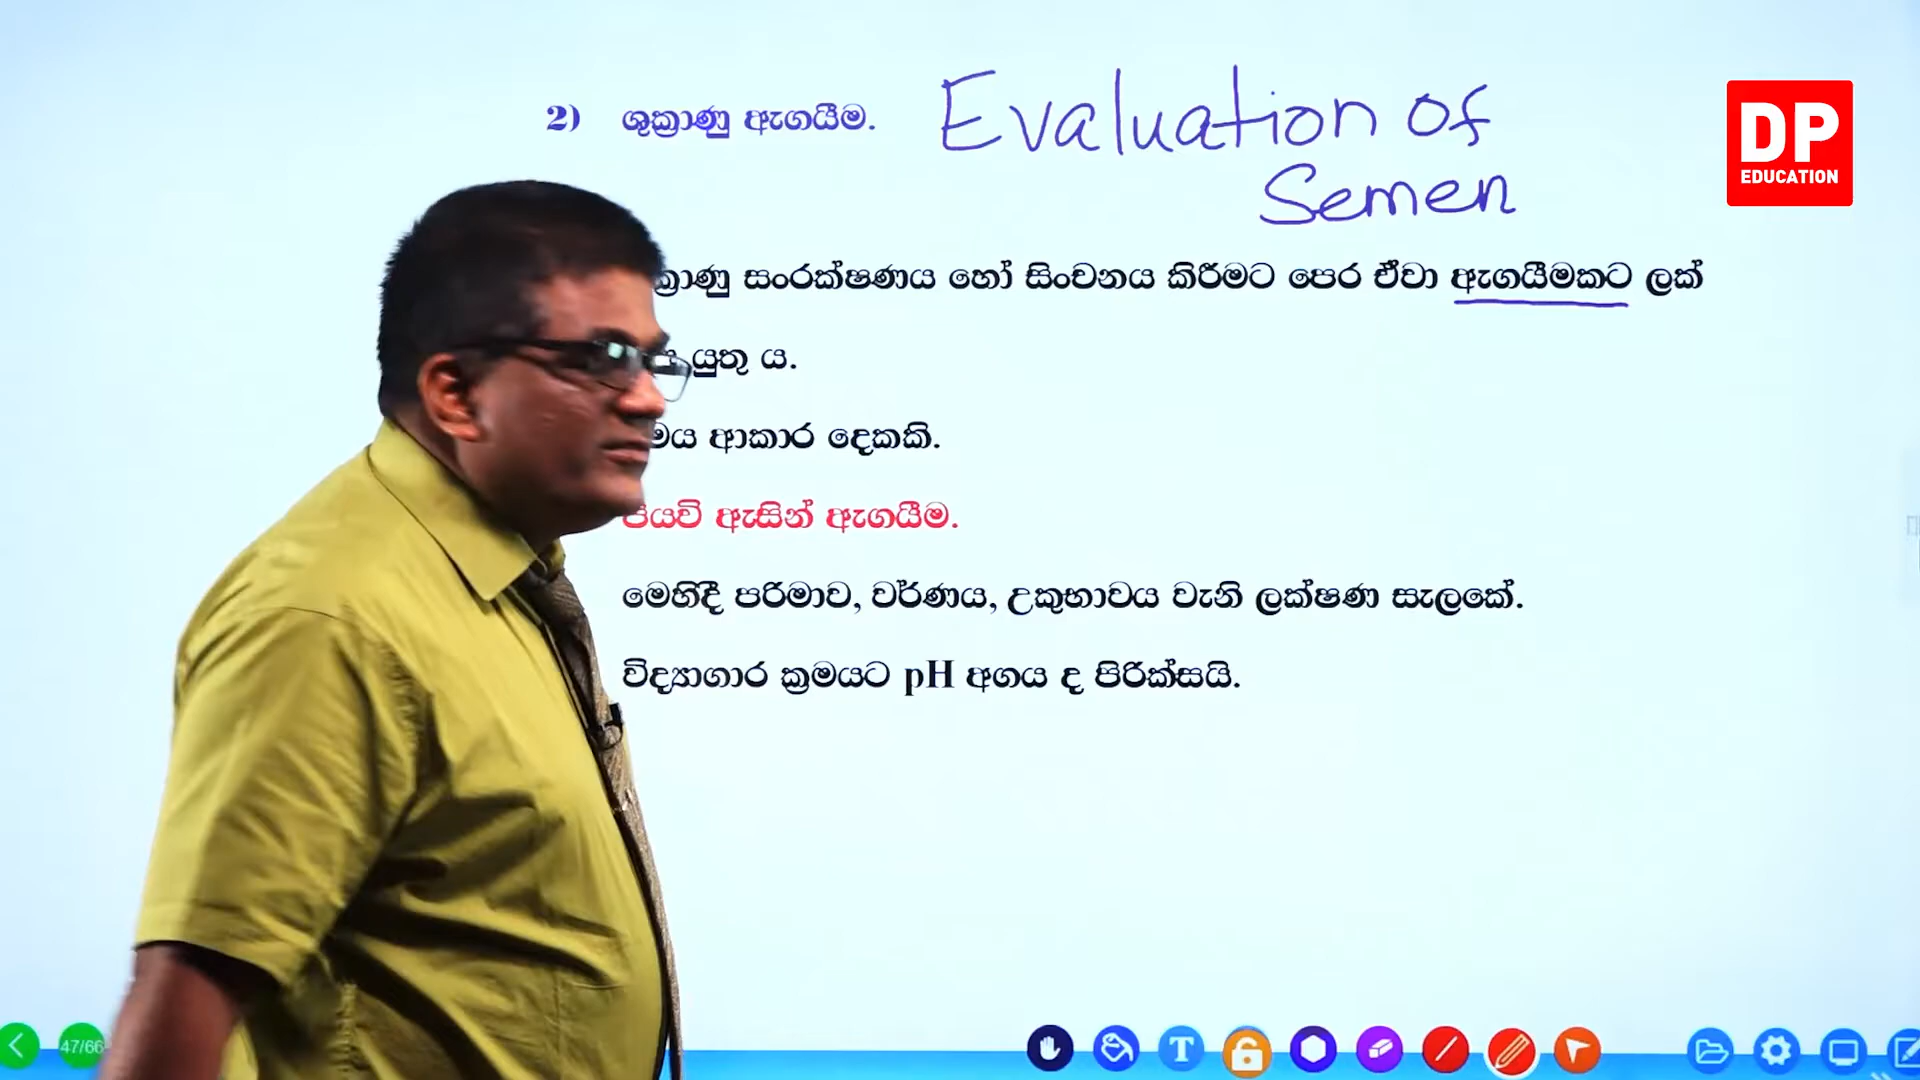 2) ශුක්‍රාණු ඇගයීම. Evaluation of
Semen
DP
EDUCATION
සංරක්ෂණය හෝ සිංචනය කිරීමට පෙර ඒවා ඇගයීමකට ලක්
යුතු ය.
ආකාර දෙකකි.
පියවි ඇසින් ඇගයීම.
මෙහිදී පරිමාව, වර්ණය, උකුභාවය වැනි ලක්ෂණ සැලකේ.
විද්‍යාගාර ක්‍රමයට pH අගය ද පිරික්සයි.
47/66
T